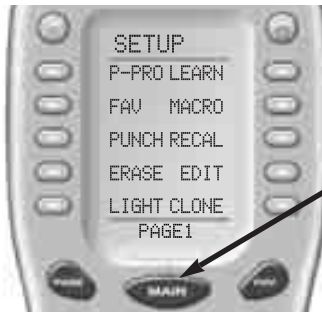 SETUP
P-PRO LEARN
FAV MACRO
PUNCH RECAL
ERASE EDIT
LIGHT CLONE
PAGE1
MAIN